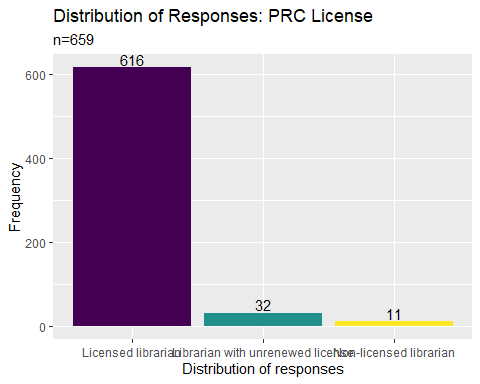 Distribution of Responses: PRC License
n=659
616
600
400
Frequency
200
32
11
0
Licensed librarian Librarian with unrenewed license Non-licensed librarian
Distribution of responses